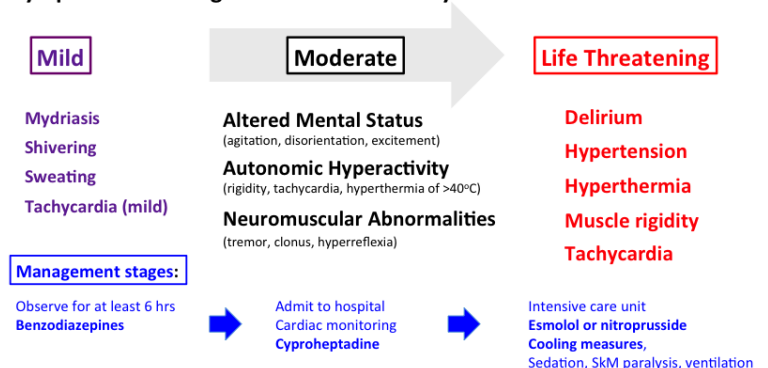 Mild
Moderate
Life Threatening
Mydriasis
Shivering
Sweating
Tachycardia (mild)
Altered Mental Status
(agitation, disorientation, excitement)
Autonomic Hyperactivity
(rigidity, tachycardia, hyperthermia of >40°C)
Neuromuscular Abnormalities
(tremor, clonus, hyperreflexia)
Delirium
Hypertension
Hyperthermia
Muscle rigidity
Tachycardia
Management stages:
Observe for at least 6 hrs
Benzodiazepines
Admit to hospital
Cardiac monitoring
Cyproheptadine
Intensive care unit
Esmolol or nitroprusside
Cooling measures,
Sedation, SkM paralysis, ventilation